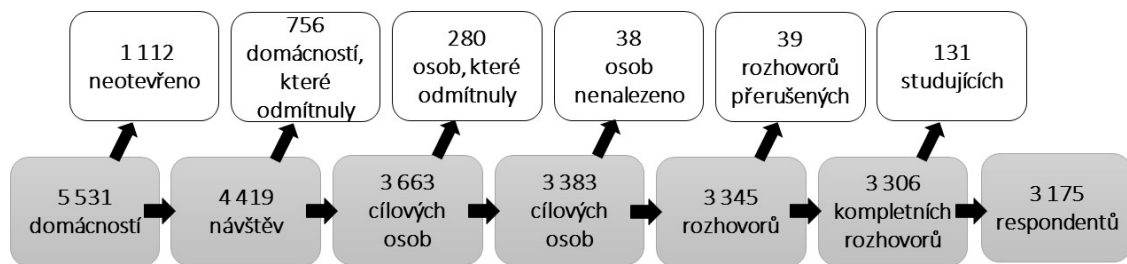 1 112
neotevřeno
756
domácností,
které
odmítnuly
280
osob, které
odmítnuly
38
osob
nenalezeno
39
rozhovorů
přerušených
131
studujících
5 531
domácností
4 419
návštěv
3 663
cílových
osob
3 383
cílových
osob
3 345
rozhovorů
3 306
kompletních
rozhovorů
3 175
respondentů